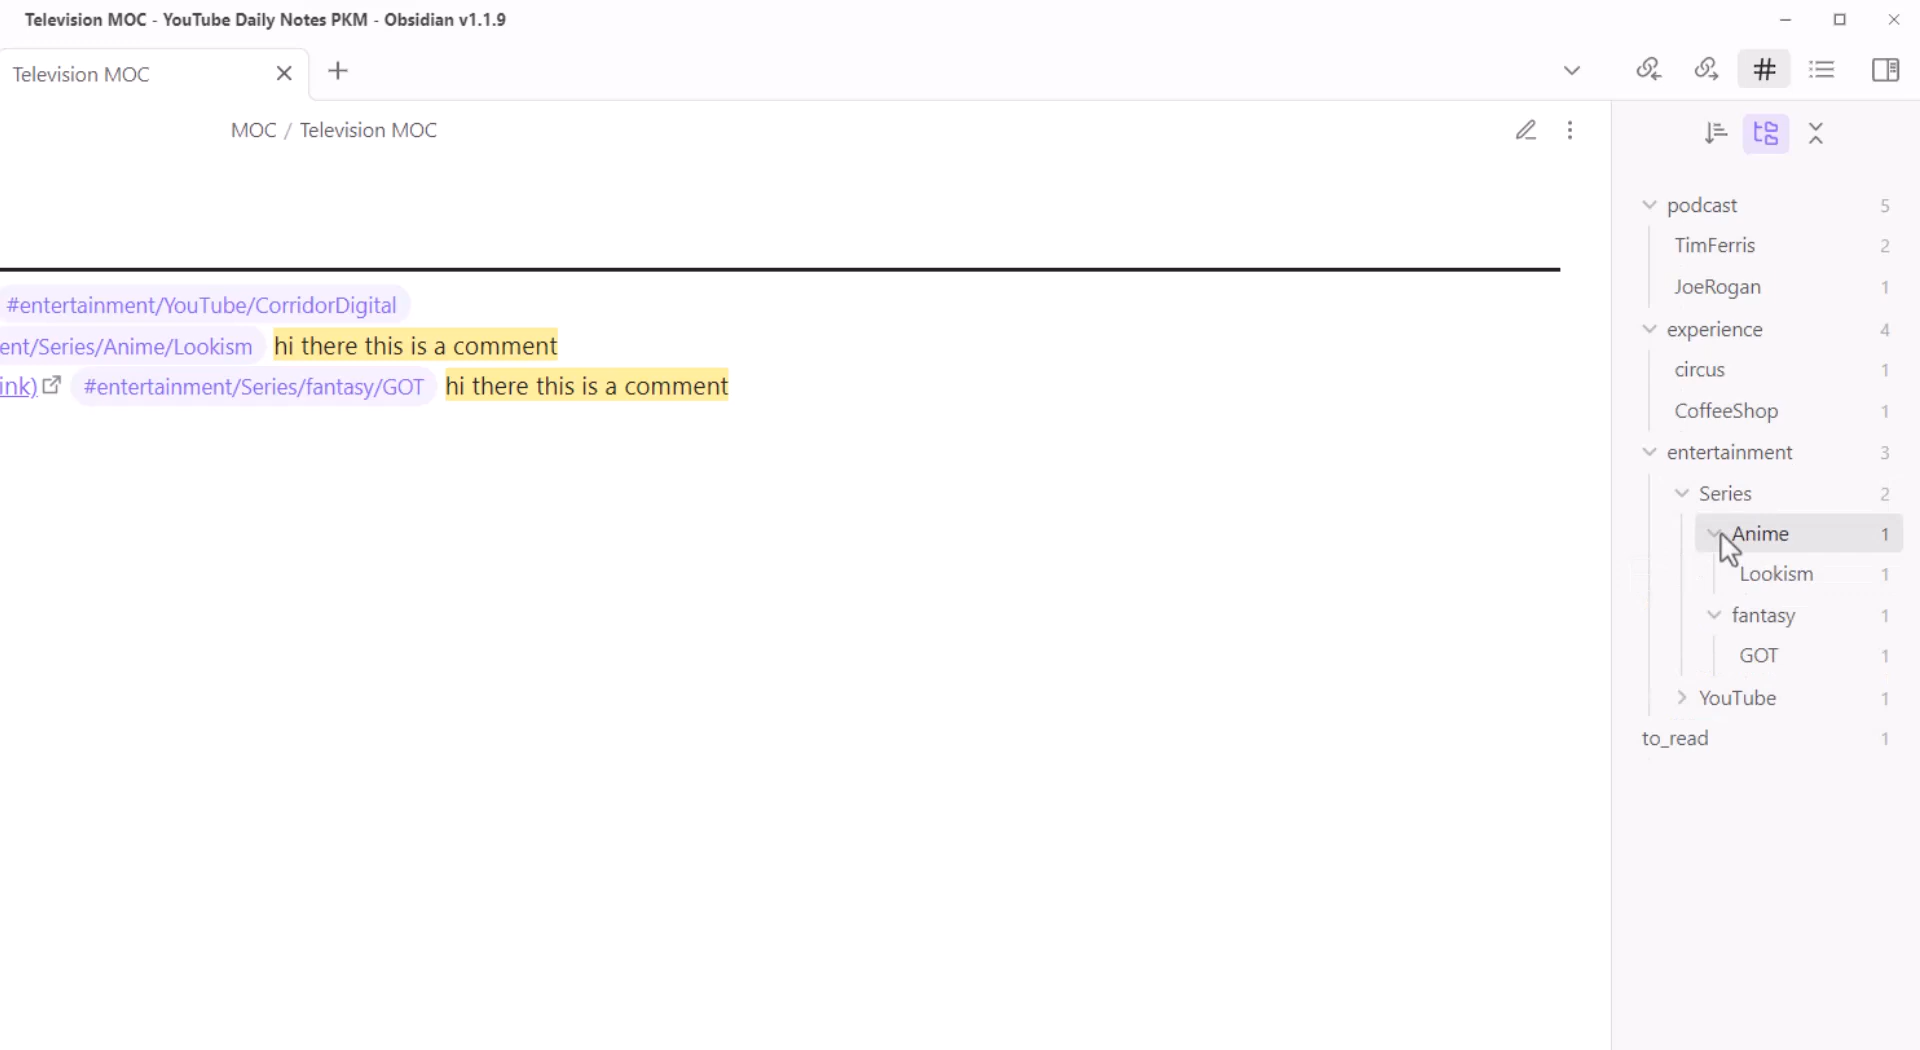 Television MOC - YouTube Daily Notes PKM - Obsidian v1.1.9
Television MOC
MOC / Television MOC
#entertainment/YouTube/CorridorDigital
ent/Series/Anime/Lookism hi there this is a comment
ink) #entertainment/Series/fantasy/GOT hi there this is a comment
podcast 5
TimFerris 2
JoeRogan 1
experience 4
circus 1
CoffeeShop 1
entertainment 3
Series 2
Anime 1
Lookism 1
fantasy 1
GOT 1
YouTube 1
to_read 1